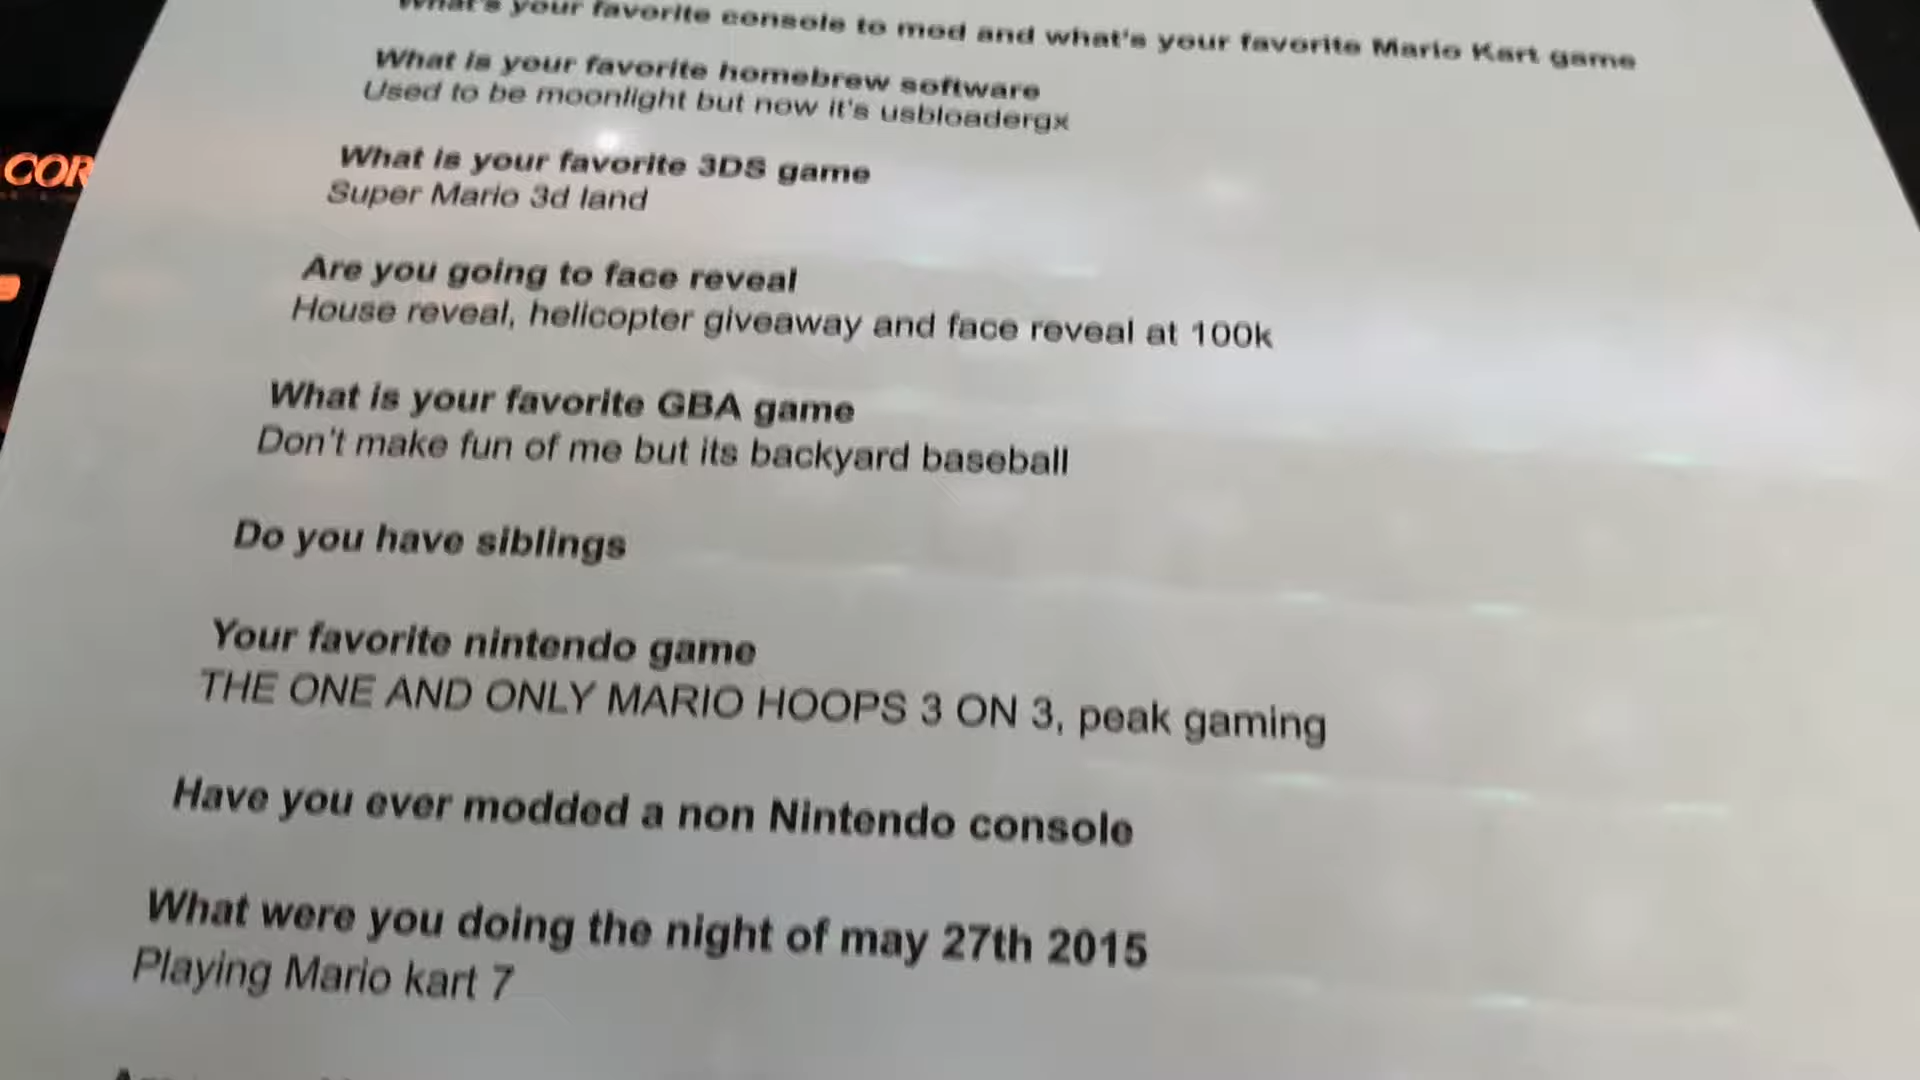 What's your favorite console to mod and what's your favorite Mario Kart game
What is your favorite homebrew software
Used to be moonlight but now it's usbloadergx
COR
What is your favorite 3DS game
Super Mario 3d land
Are you going to face reveal
House reveal, helicopter giveaway and face reveal at 100k
What is your favorite GBA game
Don't make fun of me but its backyard baseball
Do you have siblings
Your favorite nintendo game
THE ONE AND ONLY MARIO HOOPS 3 ON 3, peak gaming
Have you ever modded a non Nintendo console
What were you doing the night of may 27th 2015
Playing Mario kart 7